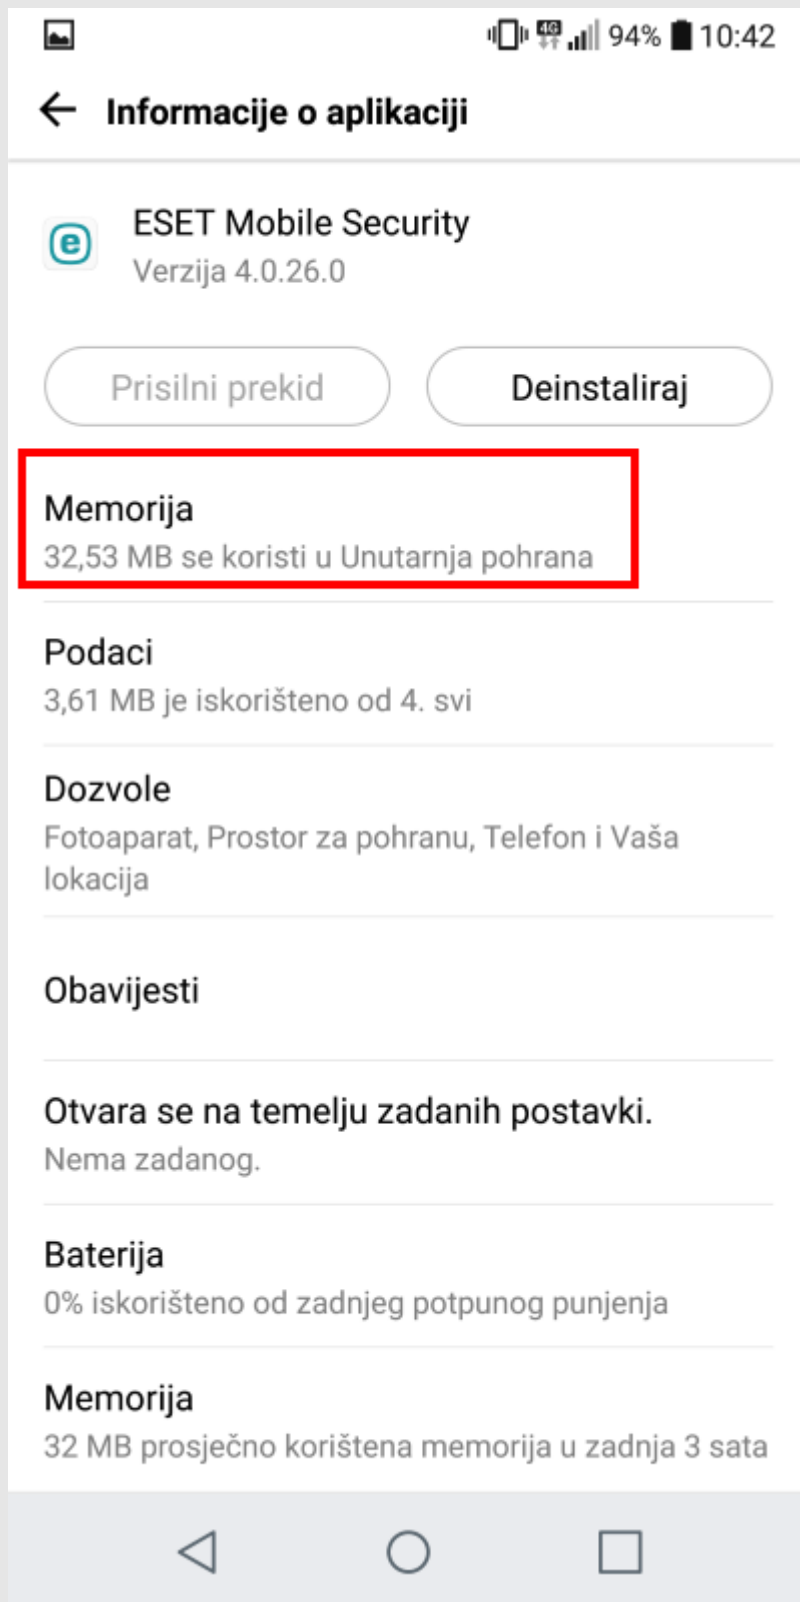 4G 94% 10:42
Informacije o aplikaciji
ESET Mobile Security
e
Verzija 4.0.26.0
Prisilni prekid Deinstaliraj
Memorija
32,53 MB se koristi u Unutarnja pohrana
Podaci
3,61 MB je iskorišteno od 4. svi
Dozvole
Fotoaparat, Prostor za pohranu, Telefon i Vaša
lokacija
Obavijesti
Otvara se na temelju zadanih postavki.
Nema zadanog.
Baterija
0% iskorišteno od zadnjeg potpunog punjenja
Memorija
32 MB prosječno korištena memorija u zadnja 3 sata